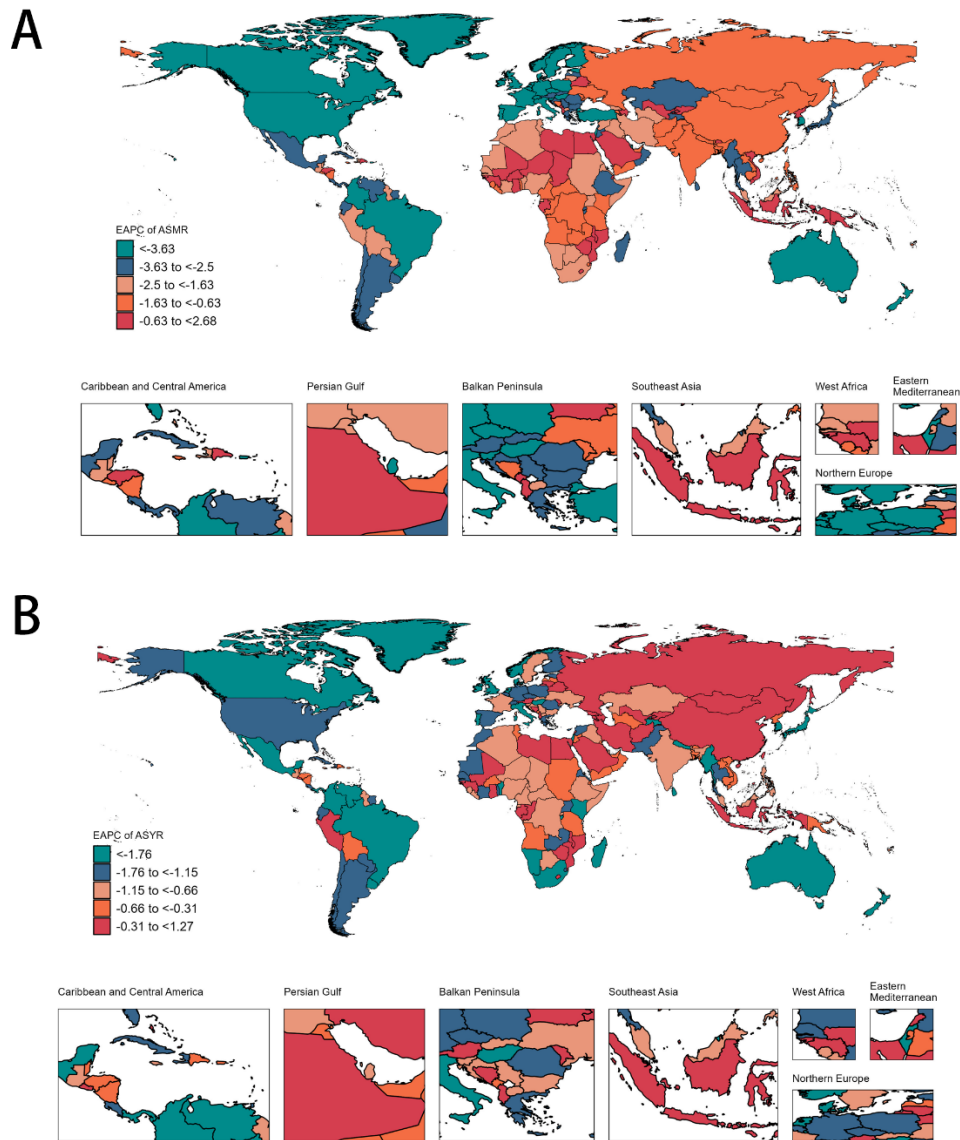 A
EAPC of ASMR
<-3.63
-3.63 to <-2.5
-2.5 to <-1.63
-1.63 to <-0.63
-0.63 to <2.68
Caribbean and Central America
Persian Gulf
Balkan Peninsula
Southeast Asia
West Africa
Eastern
Mediterranean
Northern Europe
B
EAPC of ASYR
<-1.76
-1.76 to <-1.15
-1.15 to <-0.66
-0.66 to <-0.31
-0.31 to <1.27
Caribbean and Central America
Persian Gulf
Balkan Peninsula
Southeast Asia
West Africa
Eastern
Mediterranean
Northern Europe